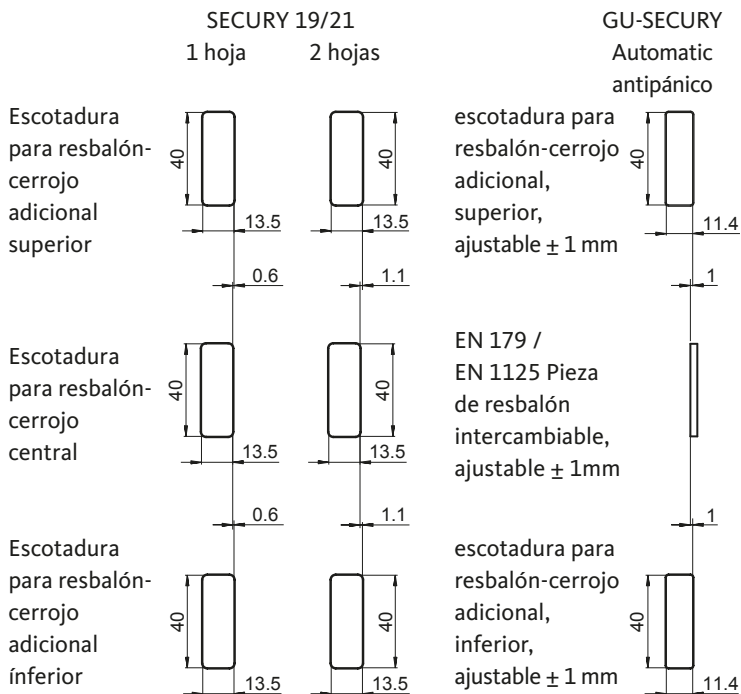 SECURY 19/21
1 hoja 2 hojas
GU-SECURY
Automatic
antipánico
Escotadura
para resbalón-
cerrojo
adicional
superior
40
13.5
40
13.5
escotadura para
resbalón-cerrojo
adicional,
superior,
ajustable ± 1 mm
40
11.4
0.6
1.1
1
Escotadura
para resbalón-
cerrojo
central
40
13.5
40
13.5
EN 179 /
EN 1125 Pieza
de resbalón
intercambiable,
ajustable ± 1mm
0.6
1.1
1
Escotadura
para resbalón-
cerrojo
adicional
ínferior
40
13.5
40
13.5
escotadura para
resbalón-cerrojo
adicional,
inferior,
ajustable ± 1 mm
40
11.4